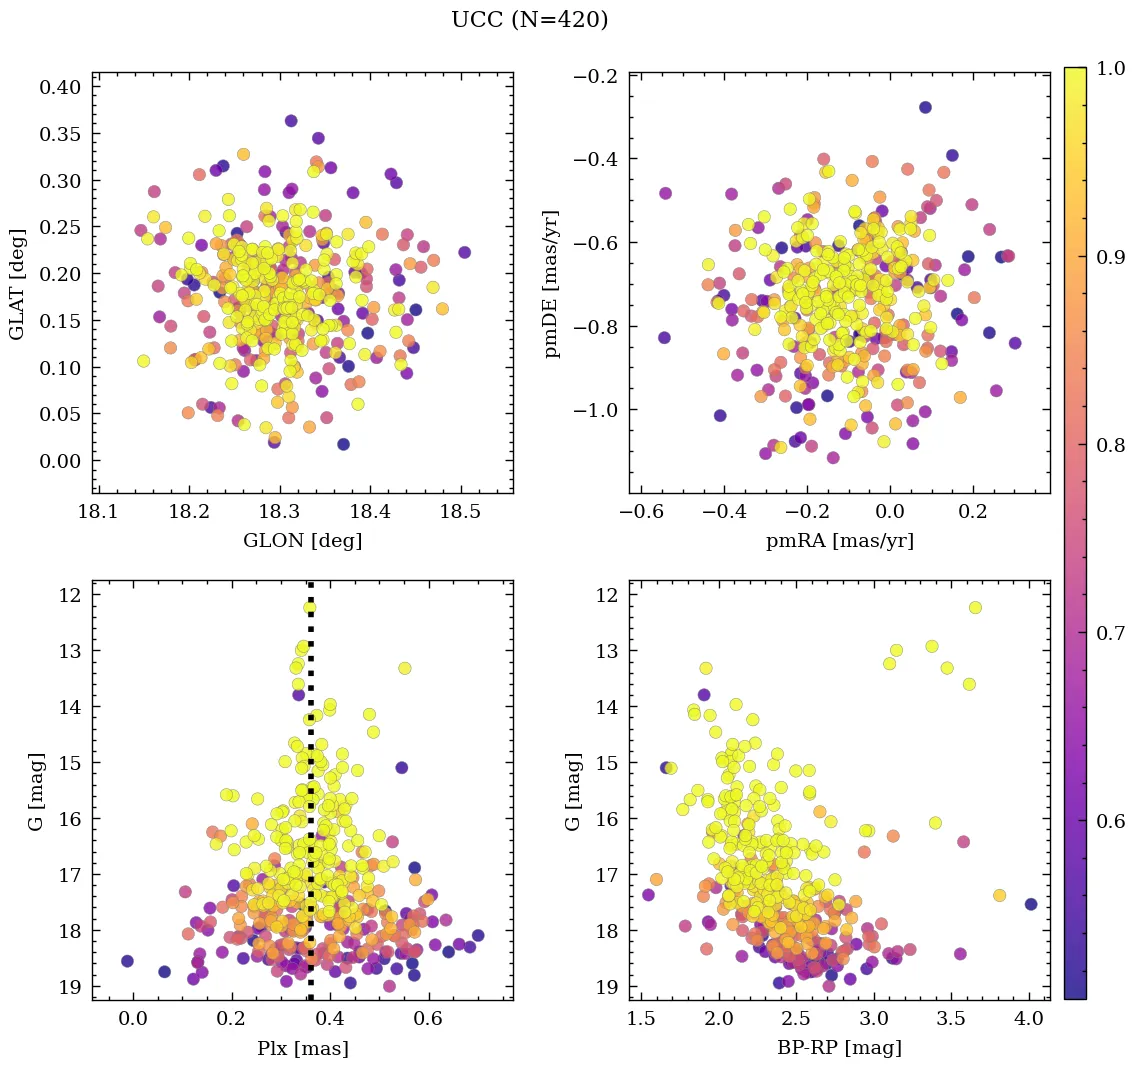 UCC (N=420)
0.40
0.35
0.30
0.25
0.20
0.15
0.10
0.05
0.00
GLAT [deg]
18.1 18.2 18.3 18.4 18.5
GLON [deg]
−0.2
−0.4
−0.6
−0.8
−1.0
pmDE [mas/yr]
−0.6 −0.4 −0.2 0.0 0.2
pmRA [mas/yr]
12
13
14
15
16
17
18
19
G [mag]
0.0 0.2 0.4 0.6
Plx [mas]
12
13
14
15
16
17
18
19
G [mag]
1.5 2.0 2.5 3.0 3.5 4.0
BP-RP [mag]
1.0
0.9
0.8
0.7
0.6